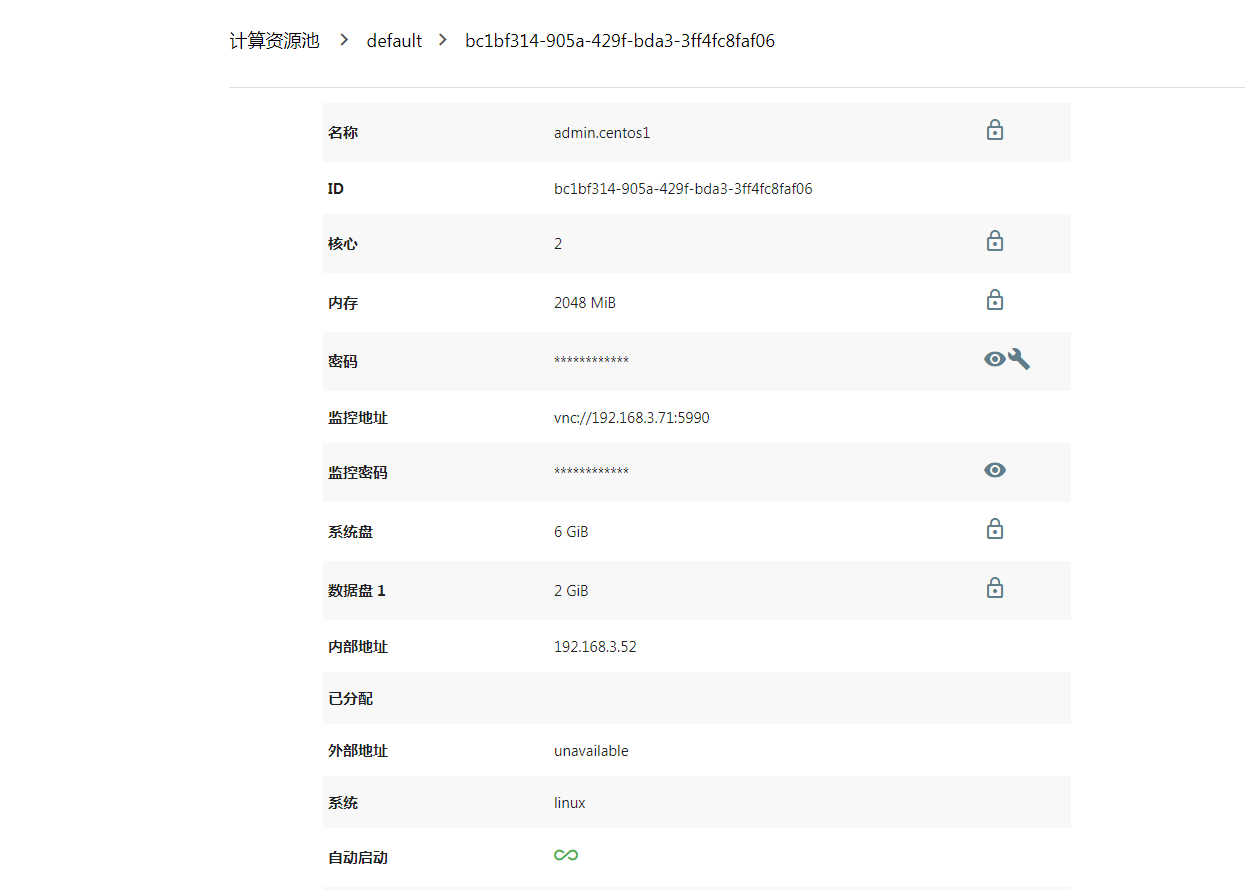 计算资源池 > default > bc1bf314-905a-429f-bda3-3ff4fc8faf06
名称 admin.centos1
ID bc1bf314-905a-429f-bda3-3ff4fc8faf06
核心 2
内存 2048 MiB
密码 ************
监控地址 vnc://192.168.3.71:5990
监控密码 ************
系统盘 6 GiB
数据盘 1 2 GiB
内部地址 192.168.3.52
已分配
外部地址 unavailable
系统 linux
自动启动